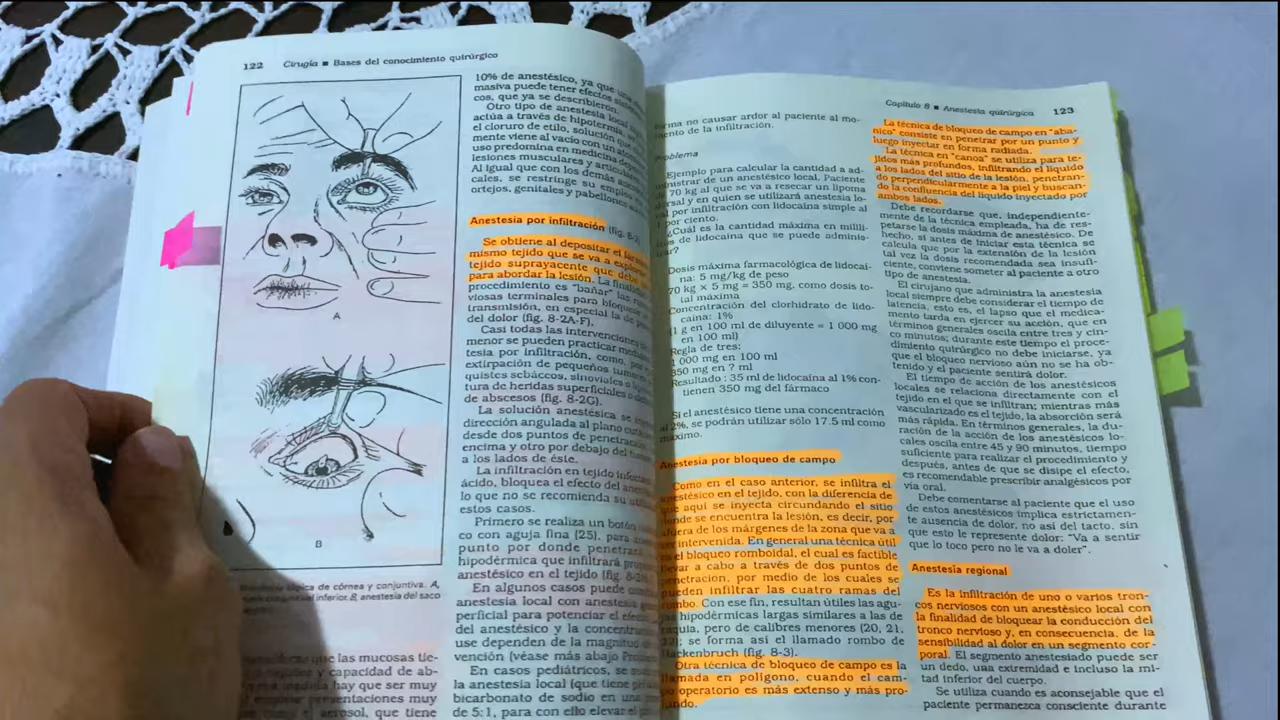 122 Cirugía ■ Bases del conocimiento quirúrgico
A
B
tópica de córnea y conjuntiva. A,
inferior; B, anestesia del saco
que las mucosas tie-
y capacidad de ab-
hay que ser muy
presentaciones muy
aerosol, que tiene
10% de anestésico, ya que
masiva puede tener efectos
cos, que ya se describieron
Otro tipo de anestesia local
actúa a través de hipotermia
el cloruro de etilo, solución que
mente viene al vacío con
uso predomina en medicina
lesiones musculares y
Al igual que con los demás
cales, se restringe su empleo
ortejos, genitales y pabellones
Anestesia por infiltración (fig. 8-2)
Se obtiene al depositar el
mismo tejido que se va a
tejido suprayacente que debe
para abordar la lesión. La
procedimiento es "bañar" las
viosas terminales para bloquear
transmisión, en especial la de
del dolor (fig. 8-2A-F).
Casi todas las intervenciones
menor se pueden practicar
tesia por infiltración, como
extirpación de pequeños
quistes sebáceos,
tura de heridas superficiales
de abscesos (fig. 8-2G).
La solución anestésica se
dirección angulada al plano
desde dos puntos de
encima y otro por debajo del
a los lados de éste.
La infiltración en tejido
ácido, bloquea el efecto del
lo que no se recomienda su
estos casos.
Primero se realiza un botón
co con aguja fina (25), para
punto por donde penetrará
hipodérmica que infiltrará
anestésico en el tejido (fig.
En algunos casos puede
anestesia local con anestesia
perficial para potenciar el efecto
del anestésico y la
use dependen de la magnitud
vención (véase más abajo
En casos pediátricos, se
la anestesia local (que tiene
bicarbonato de sodio en una
de 5:1, para con ello elevar el
Capítulo 8 ■ Anestesia quirúrgica 123
forma no causar ardor al paciente al mo-
mento de la infiltración.
Problema
Ejemplo para calcular la cantidad a ad-
ministrar de un anestésico local. Paciente
70 kg al que se va a resecar un lipoma
y en quien se utilizará anestesia lo-
cal por infiltración con lidocaína simple al
por ciento.
¿Cuál es la cantidad máxima en milili-
tros de lidocaína que se puede adminis-
trar?
Dosis máxima farmacológica de lidocaí-
na: 5 mg/kg de peso
70 kg × 5 mg = 350 mg, como dosis to-
tal máxima
Concentración del clorhidrato de lido-
caína: 1%
(1 g en 100 ml de diluyente = 1 000 mg
en 100 ml)
Regla de tres:
1 000 mg en 100 ml
350 mg en ? ml
Resultado : 35 ml de lidocaína al 1% con-
tienen 350 mg del fármaco
Si el anestésico tiene una concentración
al 2%, se podrán utilizar sólo 17.5 ml como
máximo.
Anestesia por bloqueo de campo
Como en el caso anterior, se infiltra el
anestésico en el tejido, con la diferencia de
que aquí se inyecta circundando el sitio
donde se encuentra la lesión, es decir, por
fuera de los márgenes de la zona que va a
ser intervenida. En general una técnica útil
es el bloqueo romboidal, el cual es factible
llevar a cabo a través de dos puntos de
penetración, por medio de los cuales se
pueden infiltrar las cuatro ramas del
rombo. Con ese fin, resultan útiles las agu-
jas hipodérmicas largas similares a las de
raquia, pero de calibres menores (20, 21,
22); se forma así el llamado rombo de
Hackenbruch (fig. 8-3).
Otra técnica de bloqueo de campo es la
llamada en polígono, cuando el cam-
po operatorio es más extenso y más pro-
fundo.
La técnica de bloqueo de campo en "aba-
nico" consiste en penetrar por un punto y
luego inyectar en forma radiada.
La técnica en "canoa" se utiliza para te-
jidos más profundos, infiltrando el líquido
a los lados del sitio de la lesión, penetran-
do perpendicularmente a la piel y buscan-
do la confluencia del líquido inyectado por
ambos lados.
Debe recordarse que, independiente-
mente de la técnica empleada, ha de res-
petarse la dosis máxima de anestésico. De
hecho, si antes de iniciar esta técnica se
calcula que por la extensión de la lesión
tal vez la dosis recomendada sea insufi-
ciente, conviene someter al paciente a otro
tipo de anestesia.
El cirujano que administra la anestesia
local siempre debe considerar el tiempo de
latencia, esto es, el lapso que el medica-
mento tarda en ejercer su acción, que en
términos generales oscila entre tres y cin-
co minutos; durante este tiempo el proce-
dimiento quirúrgico no debe iniciarse, ya
que el bloqueo nervioso aún no se ha ob-
tenido y el paciente sentiría dolor.
El tiempo de acción de los anestésicos
locales se relaciona directamente con el
tejido en el que se infiltran; mientras más
vascularizado es el tejido, la absorción será
más rápida. En términos generales, la du-
ración de la acción de los anestésicos lo-
cales oscila entre 45 y 90 minutos, tiempo
suficiente para realizar el procedimiento y
después, antes de que se disipe el efecto,
es recomendable prescribir analgésicos por
vía oral.
Debe comentarse al paciente que el uso
de estos anestésicos implica estrictamen-
te ausencia de dolor, no así del tacto, sin
que esto le represente dolor: "Va a sentir
que lo toco pero no le va a doler".
Anestesia regional
Es la infiltración de uno o varios tron-
cos nerviosos con un anestésico local con
la finalidad de bloquear la conducción del
tronco nervioso y, en consecuencia, de la
sensibilidad al dolor en un segmento cor-
poral. El segmento anestesiado puede ser
un dedo, una extremidad e incluso la mi-
tad inferior del cuerpo.
Se utiliza cuando es aconsejable que el
paciente permanezca consciente durante